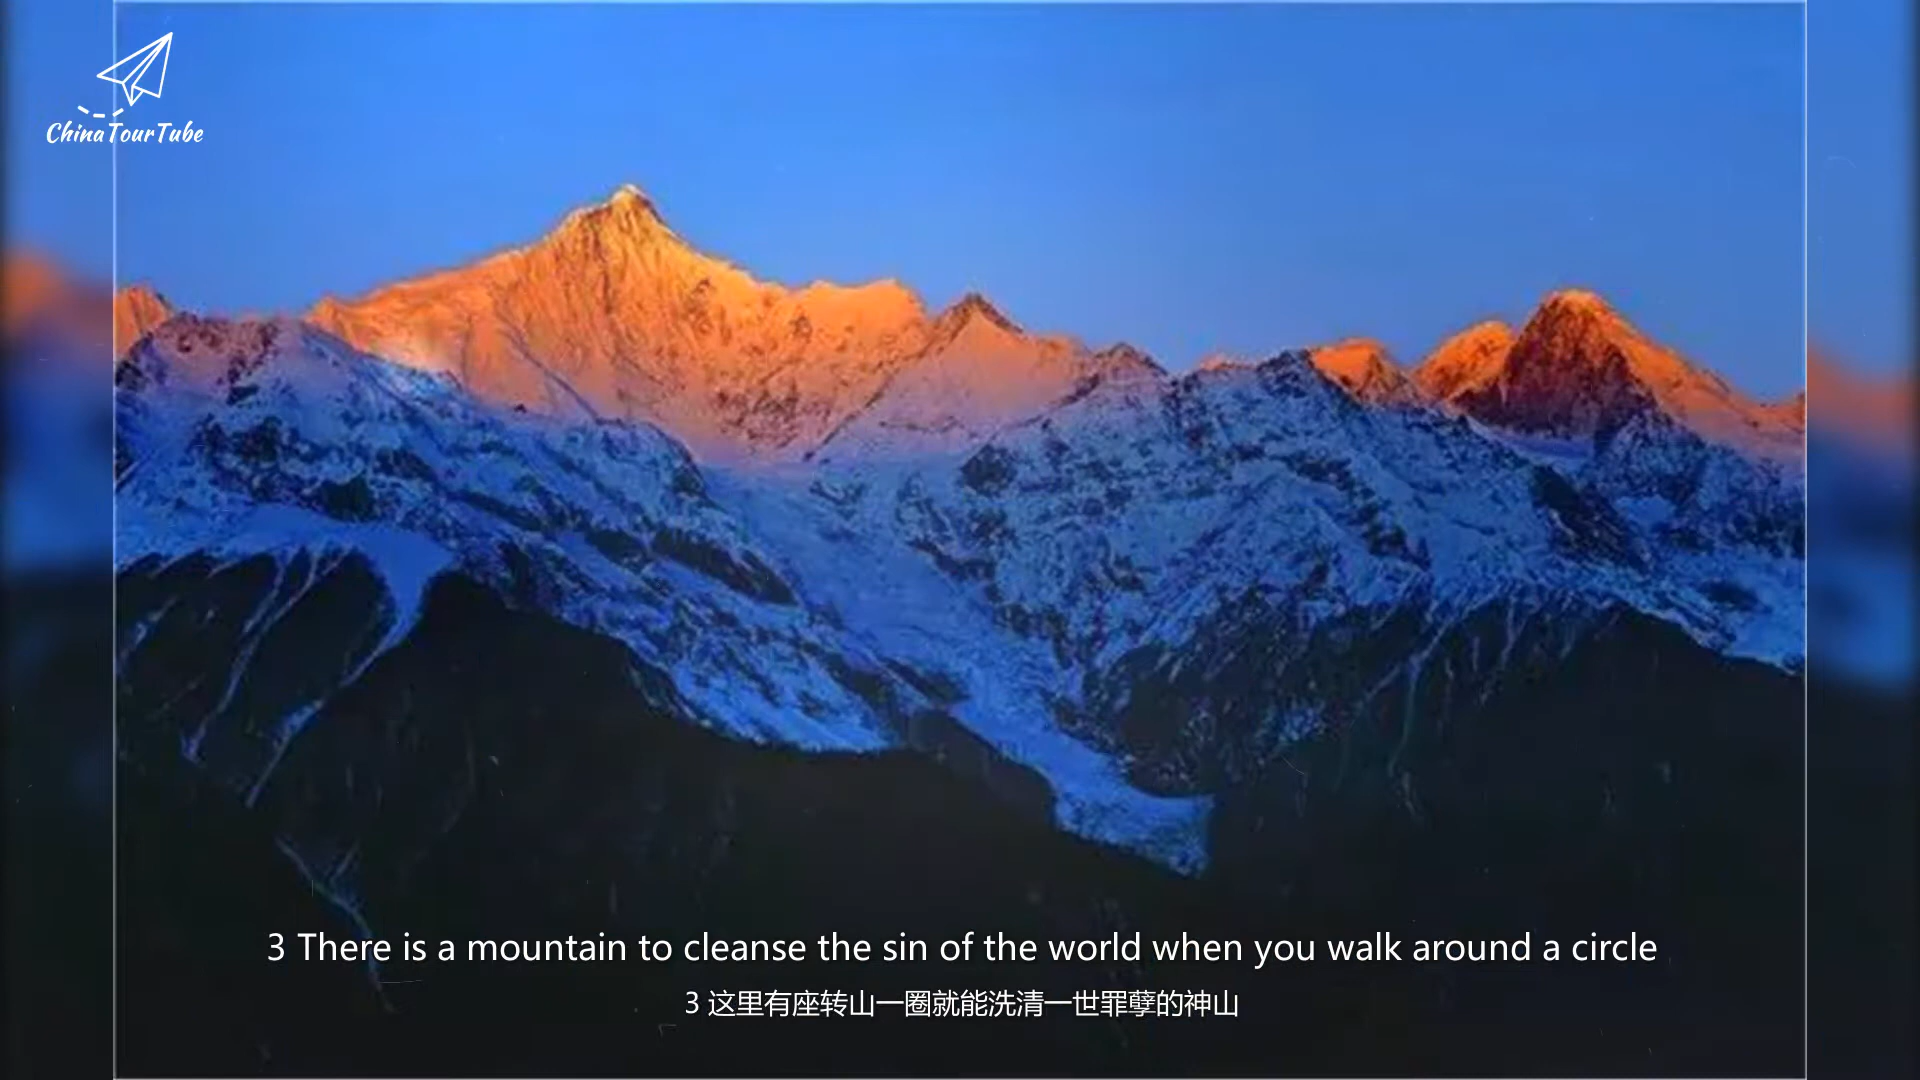 ChinaTourTube
3 There is a mountain to cleanse the sin of the world when you walk around a circle
3 这里有座转山一圈就能洗清一世罪孽的神山